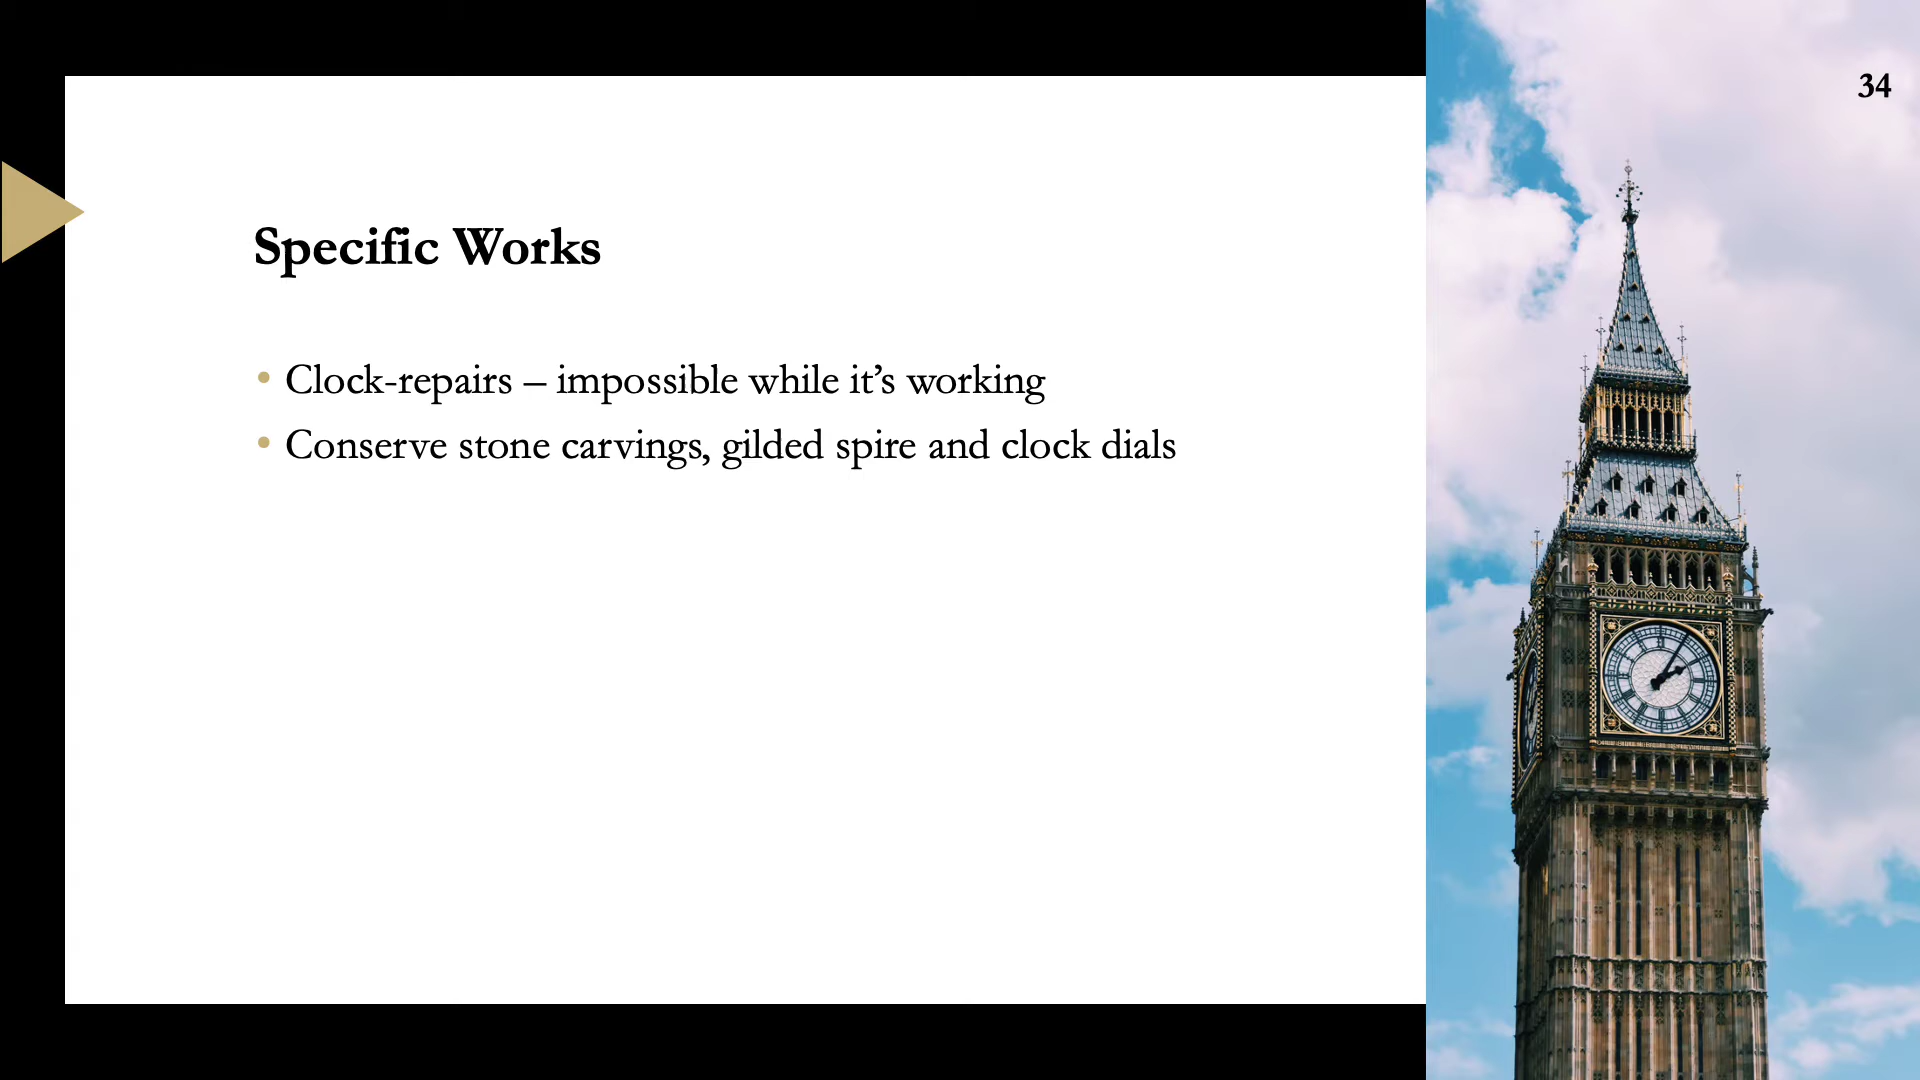 34
Specific Works
• Clock-repairs – impossible while it’s working
• Conserve stone carvings, gilded spire and clock dials